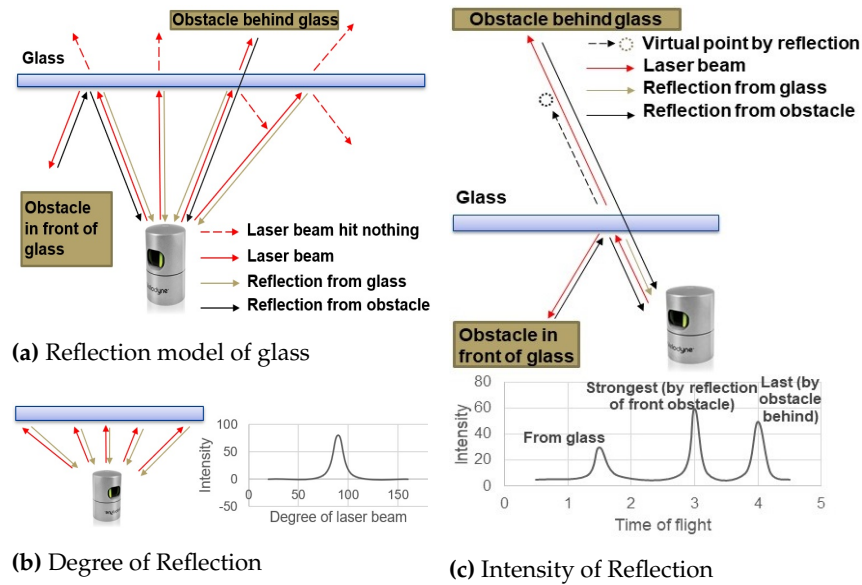 Obstacle behind glass
Glass
Obstacle
in front of
glass
Laser beam hit nothing
Laser beam
Reflection from glass
Reflection from obstacle
(a) Reflection model of glass
100
50
0
-50
Intensity
0
50
100
150
Degree of laser beam
(b) Degree of Reflection
Obstacle behind glass
Virtual point by reflection
Laser beam
Reflection from glass
Reflection from obstacle
Glass
Obstacle in
front of glass
80
60
40
20
0
Intensity
Strongest (by reflection
of front obstacle)
Last (by
obstacle
behind)
From glass
0
1
2
3
4
5
Time of flight
(c) Intensity of Reflection